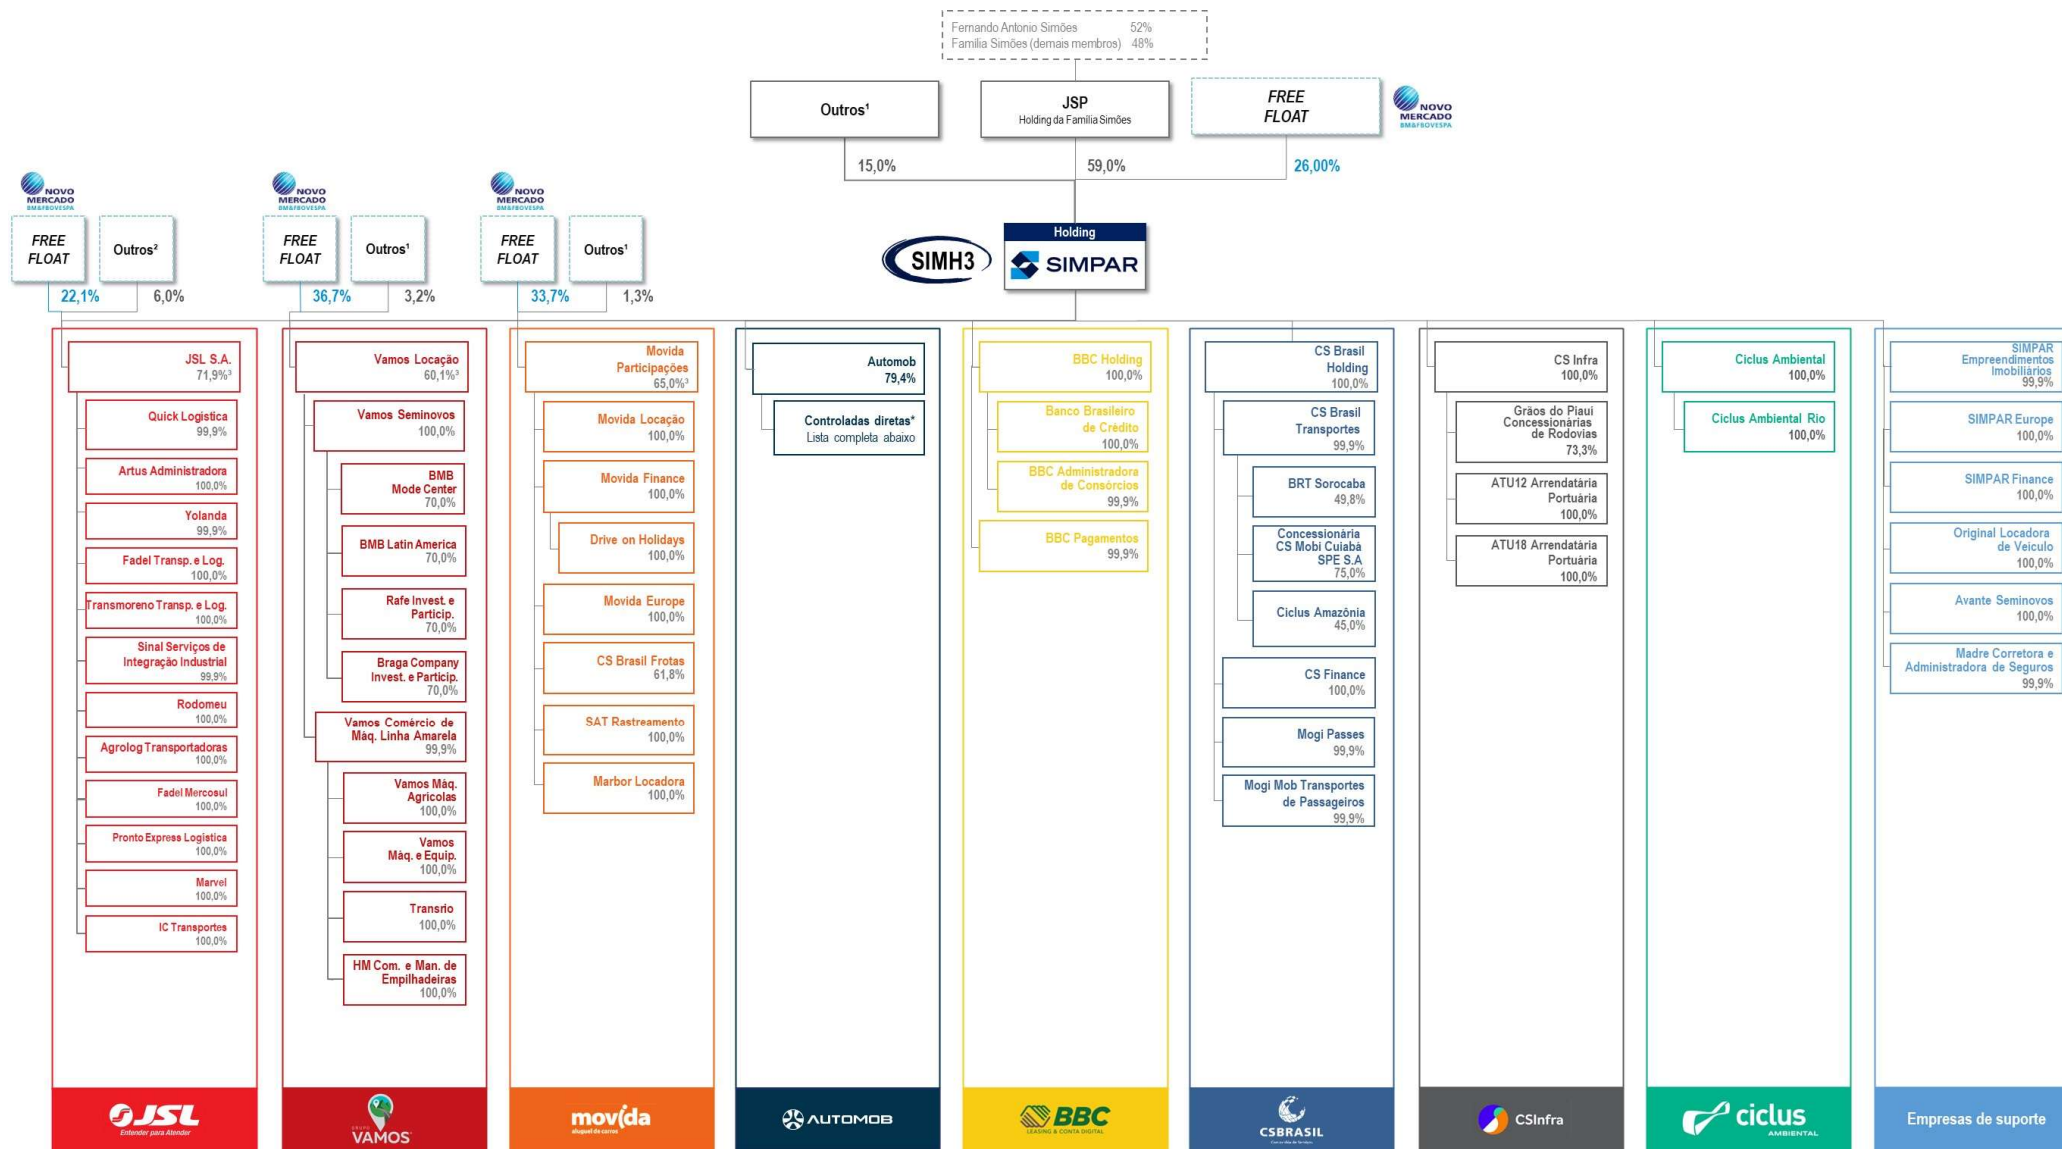 Fernando Antonio Simões 52%
Família Simões (demais membros) 48%
Outros¹
JSP
Holding da Família Simões
FREE
FLOAT
NOVO
MERCADO
BM&FBOVESPA
15,0%
59,0%
26,00%
NOVO
MERCADO
BM&FBOVESPA
NOVO
MERCADO
BM&FBOVESPA
NOVO
MERCADO
BM&FBOVESPA
FREE
FLOAT
Outros²
FREE
FLOAT
Outros¹
FREE
FLOAT
Outros¹
SIMH3
Holding
SIMPAR
22,1%
6,0%
36,7%
3,2%
33,7%
1,3%
JSL S.A.
71,9%³
Quick Logística
99,9%
Artus Administradora
100,0%
Yolanda
99,9%
Fadel Transp. e Log.
100,0%
Transmoreno Transp. e Log.
100,0%
Sinal Serviços de
Integração Industrial
99,9%
Rodomeu
100,0%
Agrolog Transportadoras
100,0%
Fadel Mercosul
100,0%
Pronto Express Logística
100,0%
Marvel
100,0%
IC Transportes
100,0%
JSL
Entender para Atender
Vamos Locação
60,1%³
Vamos Seminovos
100,0%
BMB
Mode Center
70,0%
BMB Latin America
70,0%
Rafe Invest. e
Particip.
70,0%
Braga Company
Invest. e Particip.
70,0%
Vamos Comércio de
Máq. Linha Amarela
99,9%
Vamos Máq.
Agrícolas
100,0%
Vamos
Máq. e Equip.
100,0%
Transrio
100,0%
HM Com. e Man. de
Empilhadeiras
100,0%
GRUPO
VAMOS
Movida
Participações
65,0%³
Movida Locação
100,0%
Movida Finance
100,0%
Drive on Holidays
100,0%
Movida Europe
100,0%
CS Brasil Frotas
61,8%
SAT Rastreamento
100,0%
Marbor Locadora
100,0%
movida
aluguel de carros
Automob
79,4%
Controladas diretas*
Lista completa abaixo
AUTOMOB
BBC Holding
100,0%
Banco Brasileiro
de Crédito
100,0%
BBC Administradora
de Consórcios
99,9%
BBC Pagamentos
99,9%
BBC
LEASING & CONTA DIGITAL
CS Brasil
Holding
100,0%
CS Brasil
Transportes
99,9%
BRT Sorocaba
49,8%
Concessionária
CS Mobi Cuiabá
SPE S.A
75,0%
Ciclus Amazônia
45,0%
CS Finance
100,0%
Mogi Passes
99,9%
Mogi Mob Transportes
de Passageiros
99,9%
CSBRASIL
CS Infra
100,0%
Grãos do Piauí
Concessionárias
de Rodovias
73,3%
ATU12 Arrendatária
Portuária
100,0%
ATU18 Arrendatária
Portuária
100,0%
CSInfra
Ciclus Ambiental
100,0%
Ciclus Ambiental Rio
100,0%
ciclus
AMBIENTAL
SIMPAR
Empreendimentos
Imobiliários
99,9%
SIMPAR Europe
100,0%
SIMPAR Finance
100,0%
Original Locadora
de Veículo
100,0%
Avante Seminovos
100,0%
Madre Corretora e
Administradora de Seguros
99,9%
Empresas de suporte